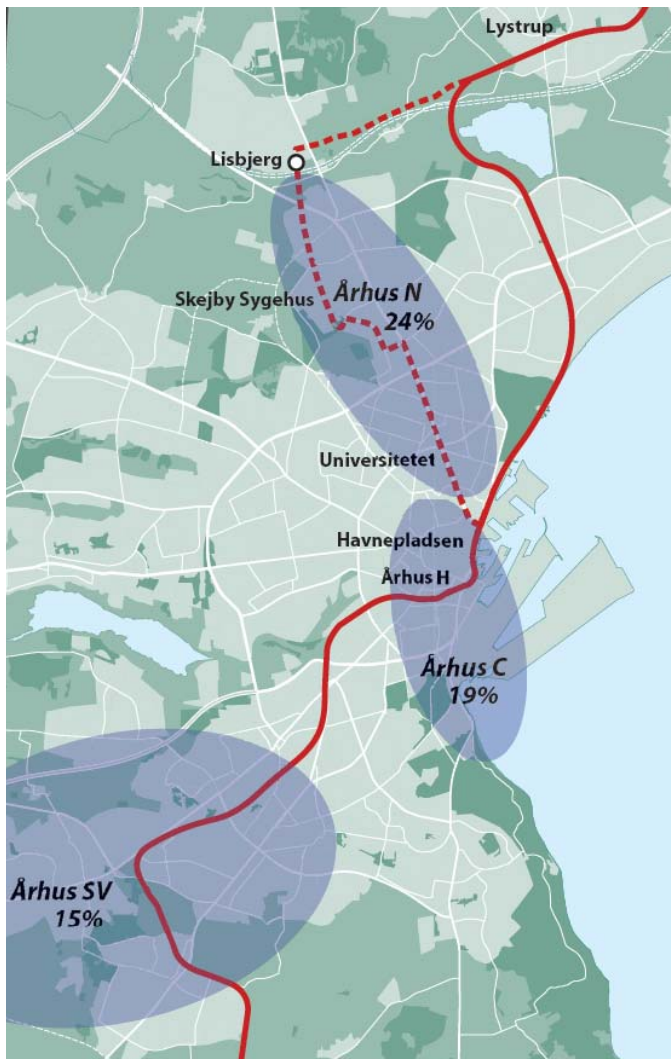 Lystrup
Lisbjerg
Skejby Sygehus
Århus N
24%
Universitetet
Havnepladsen
Århus H
Århus C
19%
Århus SV
15%